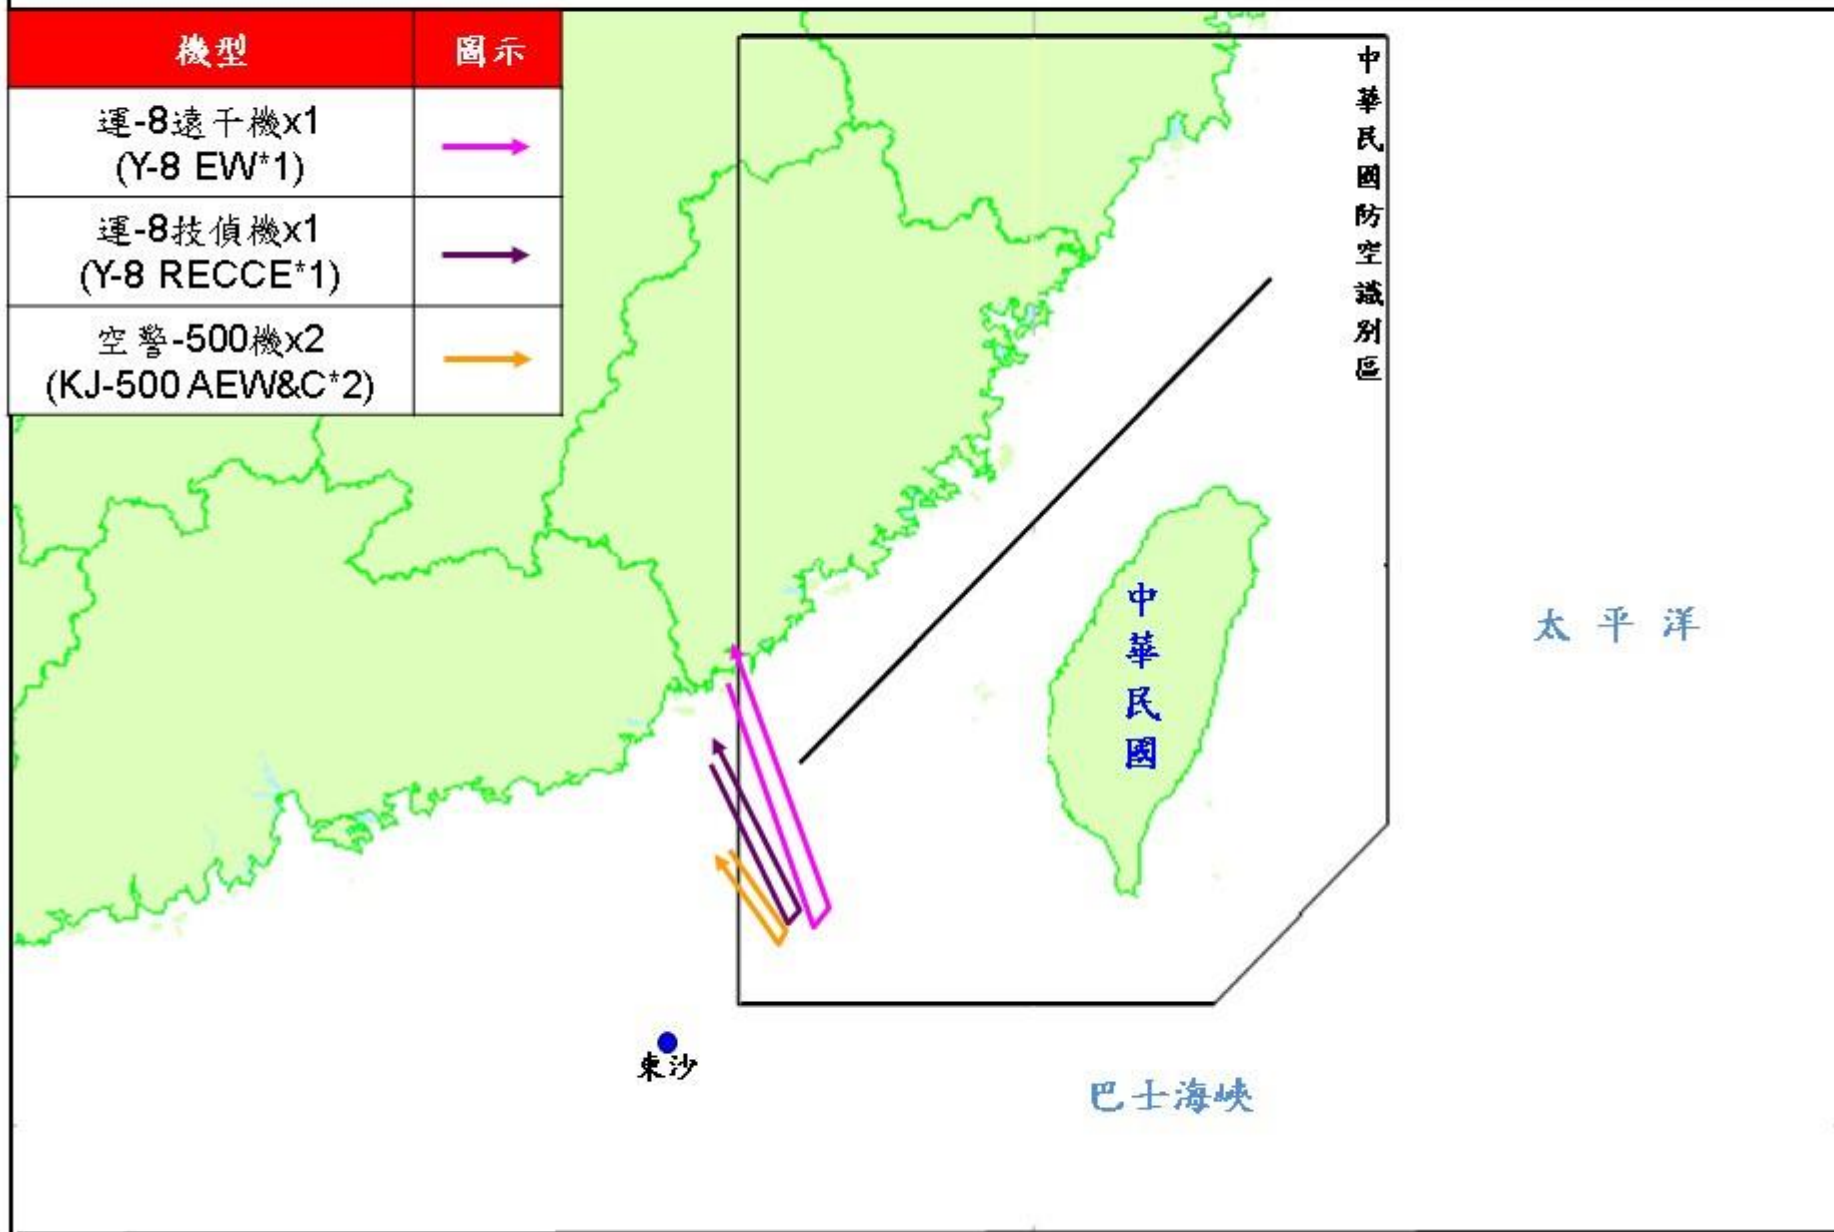 機型 圖示
運-8遠干機x1
(Y-8 EW*1)
運-8技偵機x1
(Y-8 RECCE*1)
空警-500機x2
(KJ-500 AEW&C*2)
中華民國防空識別區
中華民國
太平洋
東沙
巴士海峽